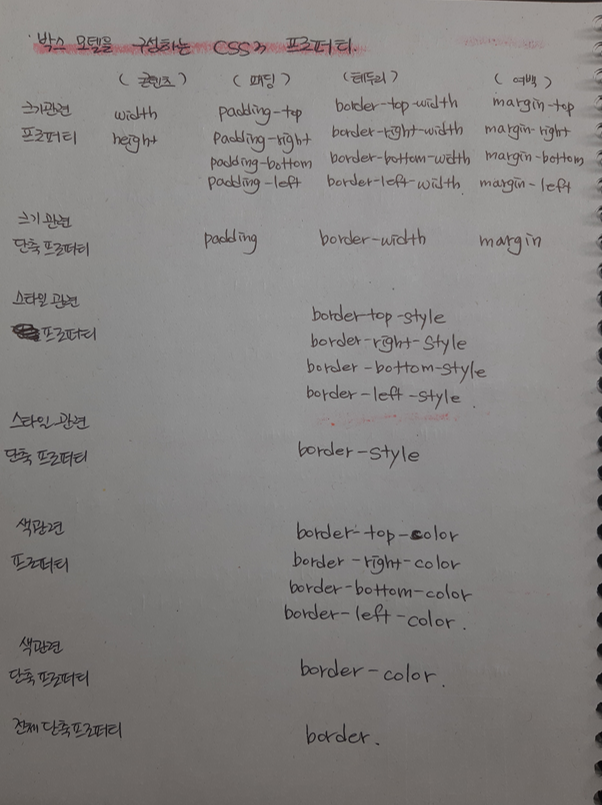 박스 모델을 구성하는 CSS3 프로퍼티.
(콘텐츠) (패딩) (테두리) (여백)
크기관련 width padding-top border-top-width margin-top
프로퍼티 height padding-right border-right-width margin-right
padding-bottom border-bottom-width margin-bottom
padding-left border-left-width margin-left
크기관련
단축프로퍼티 padding border-width margin
스타일관련 border-top-style
프로퍼티 border-right-style
border-bottom-style
border-left-style
스타일관련
단축프로퍼티 border-style
색관련 border-top-color
프로퍼티 border-right-color
border-bottom-color
border-left-color.
색관련
단축프로퍼티 border-color.
전체단축프로퍼티 border.